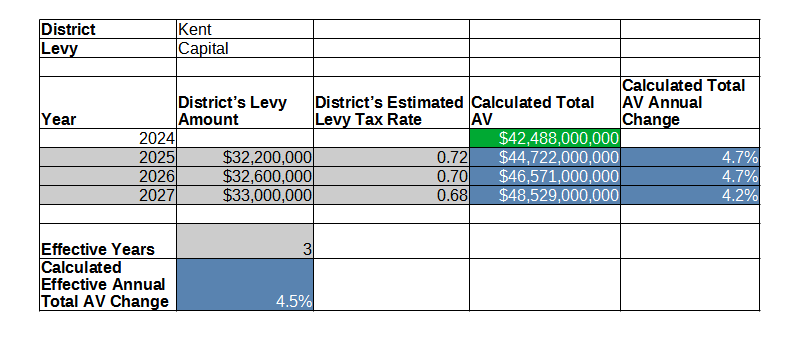 District Kent
Levy Capital
Calculated Total
District’s Levy District’s Estimated Calculated Total AV Annual
Year Amount Levy Tax Rate AV Change
2024 $42,488,000,000
2025 $32,200,000 0.72 $44,722,000,000 4.7%
2026 $32,600,000 0.70 $46,571,000,000 4.7%
2027 $33,000,000 0.68 $48,529,000,000 4.2%
Effective Years 3
Calculated
Effective Annual
Total AV Change 4.5%